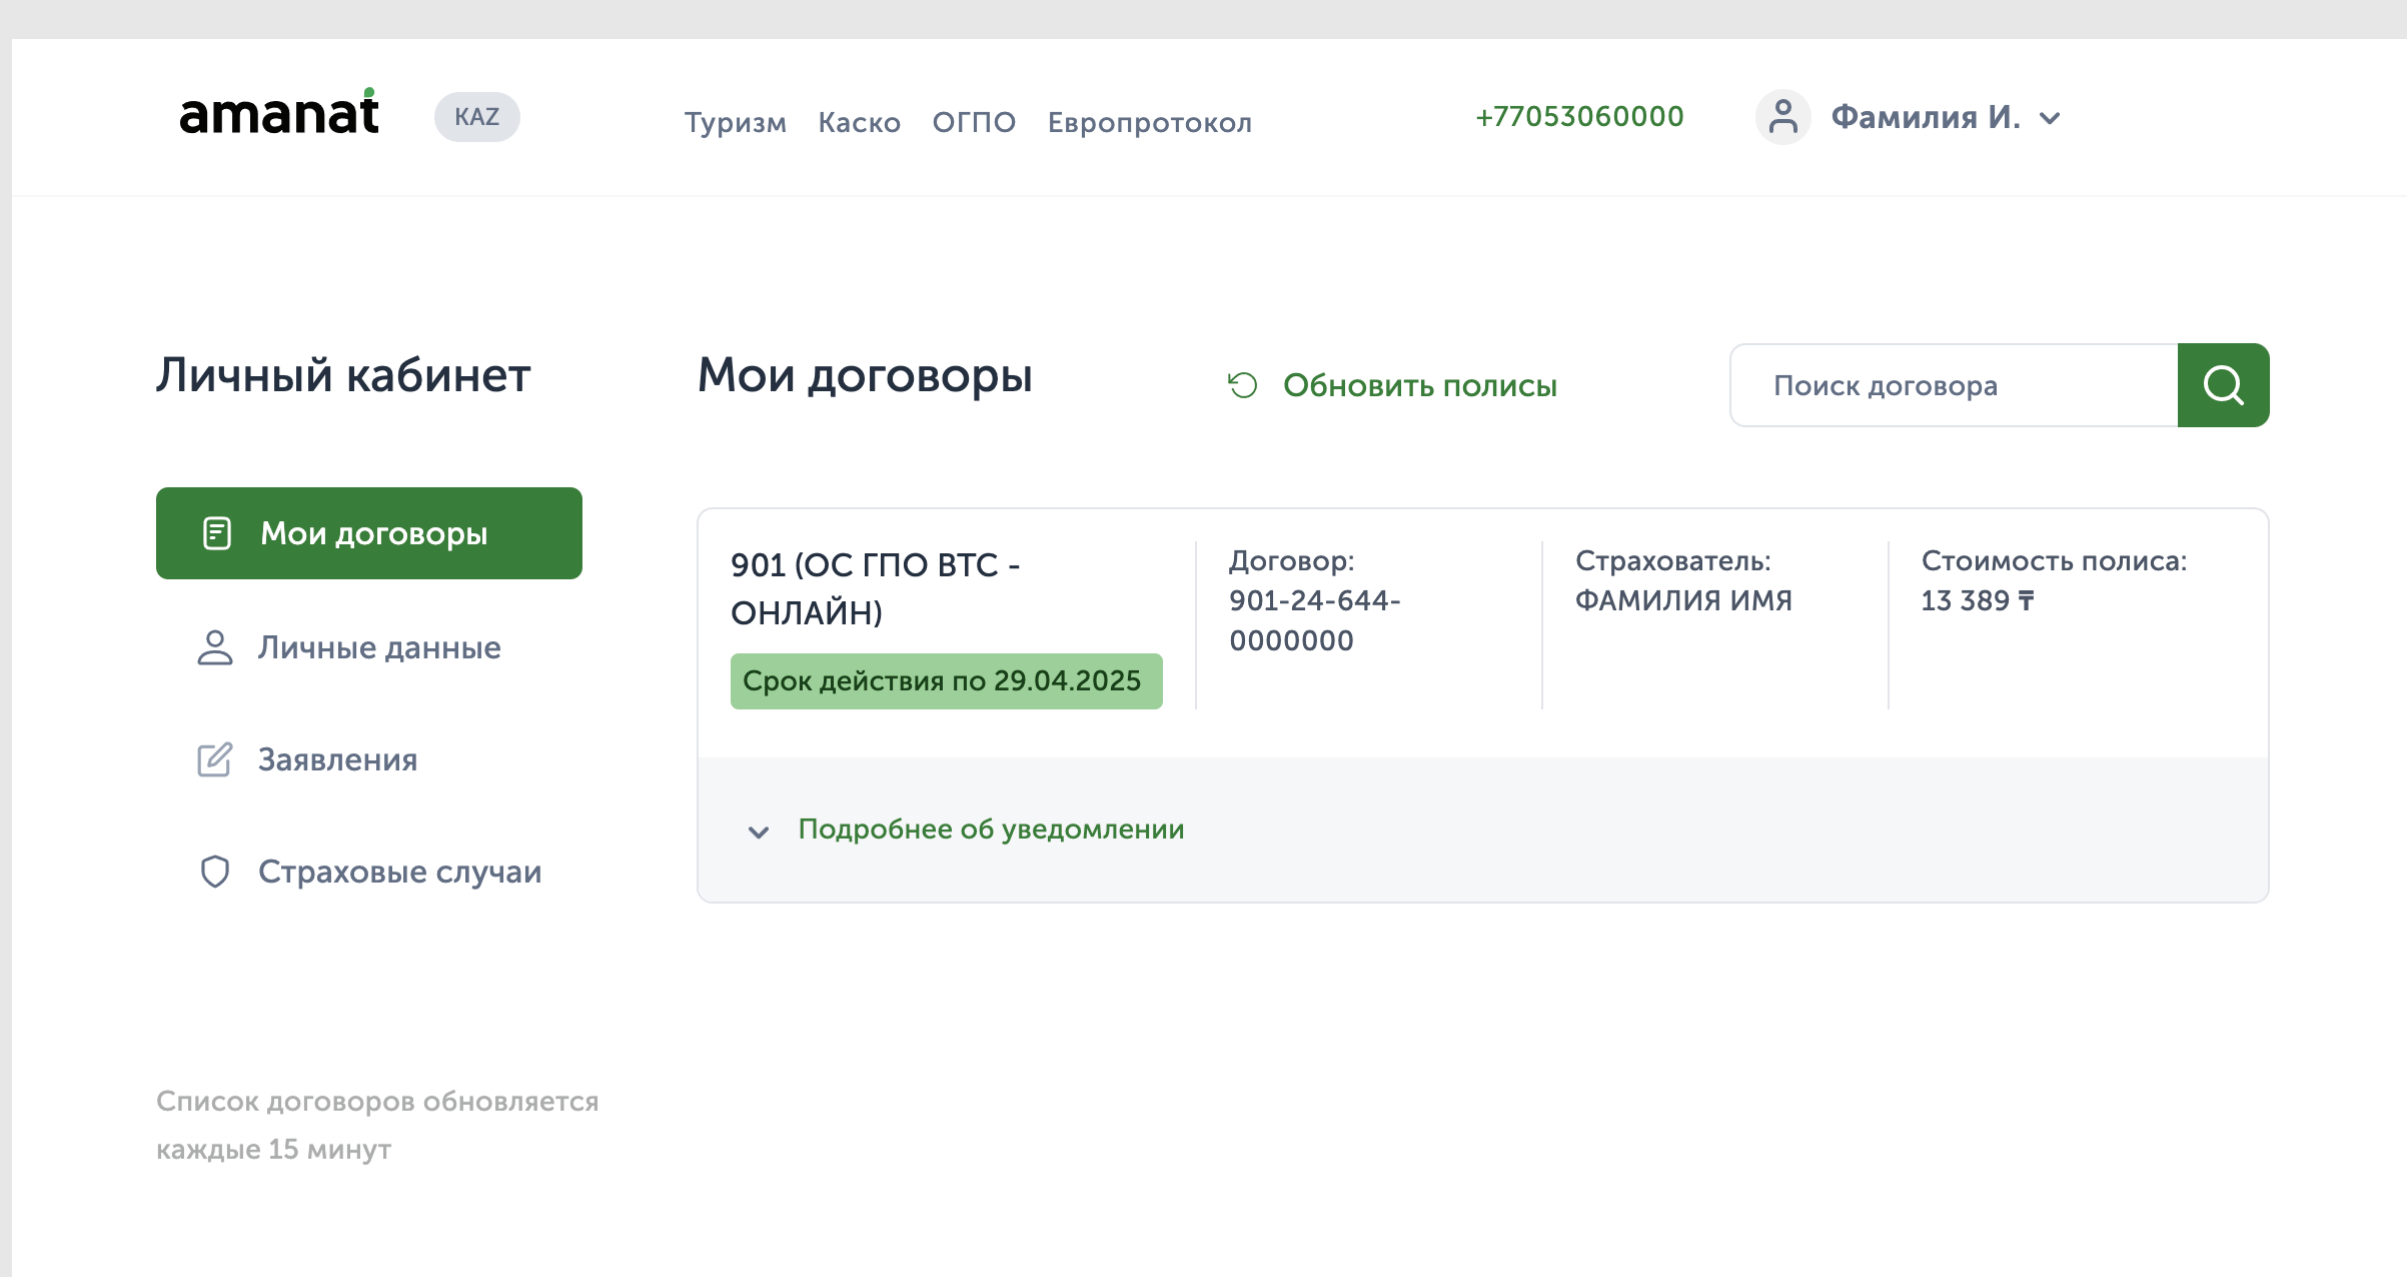 amanat
KAZ
Туризм Каско ОГПО Европротокол
+77053060000
Фамилия И.
Личный кабинет
Мои договоры
Личные данные
Заявления
Страховые случаи
Список договоров обновляется
каждые 15 минут
Мои договоры
Обновить полисы
Поиск договора
901 (ОС ГПО ВТС -
ОНЛАЙН)
Срок действия по 29.04.2025
Договор:
901-24-644-
0000000
Страхователь:
ФАМИЛИЯ ИМЯ
Стоимость полиса:
13 389 ₸
Подробнее об уведомлении